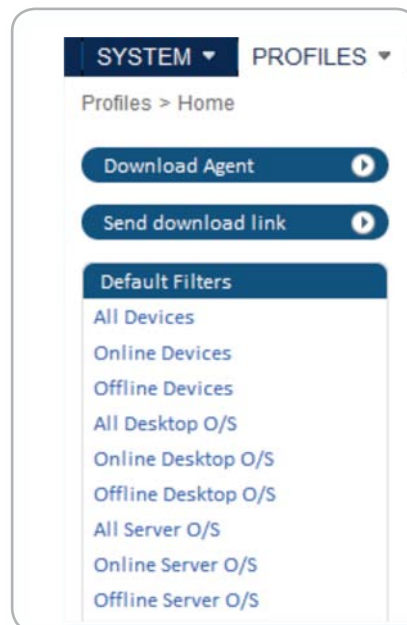 SYSTEM PROFILES
Profiles > Home
Download Agent
Send download link
Default Filters
All Devices
Online Devices
Offline Devices
All Desktop O/S
Online Desktop O/S
Offline Desktop O/S
All Server O/S
Online Server O/S
Offline Server O/S